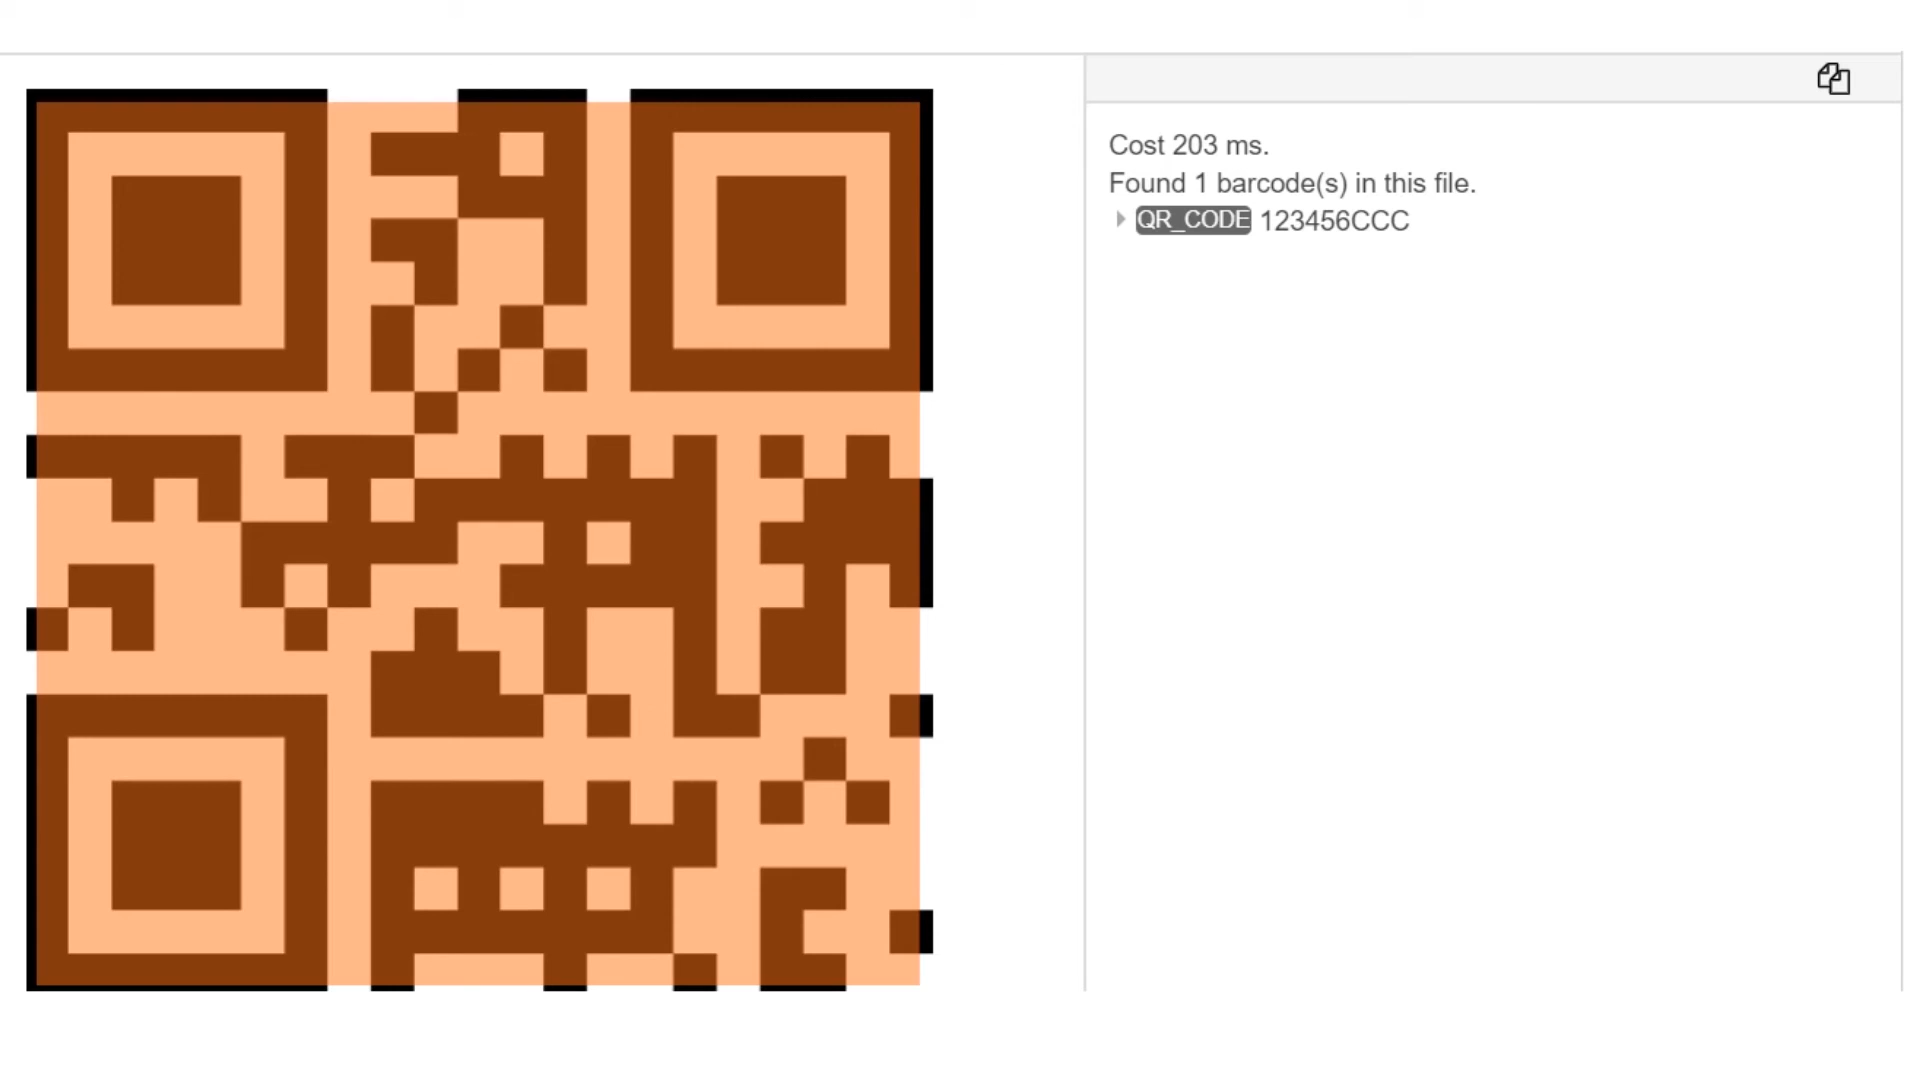 Cost 203 ms.
Found 1 barcode(s) in this file.
QR_CODE 123456CCC